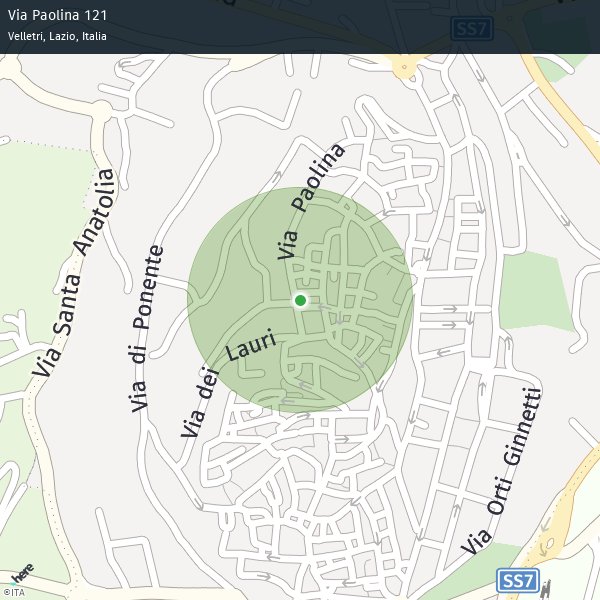 Via Paolina 121
Velletri, Lazio, Italia
SS7
Via Paolina
Via Santa Anatolia
Via di Ponente
Via dei Lauri
Via Orti Ginnetti
SS7
here
©ITA